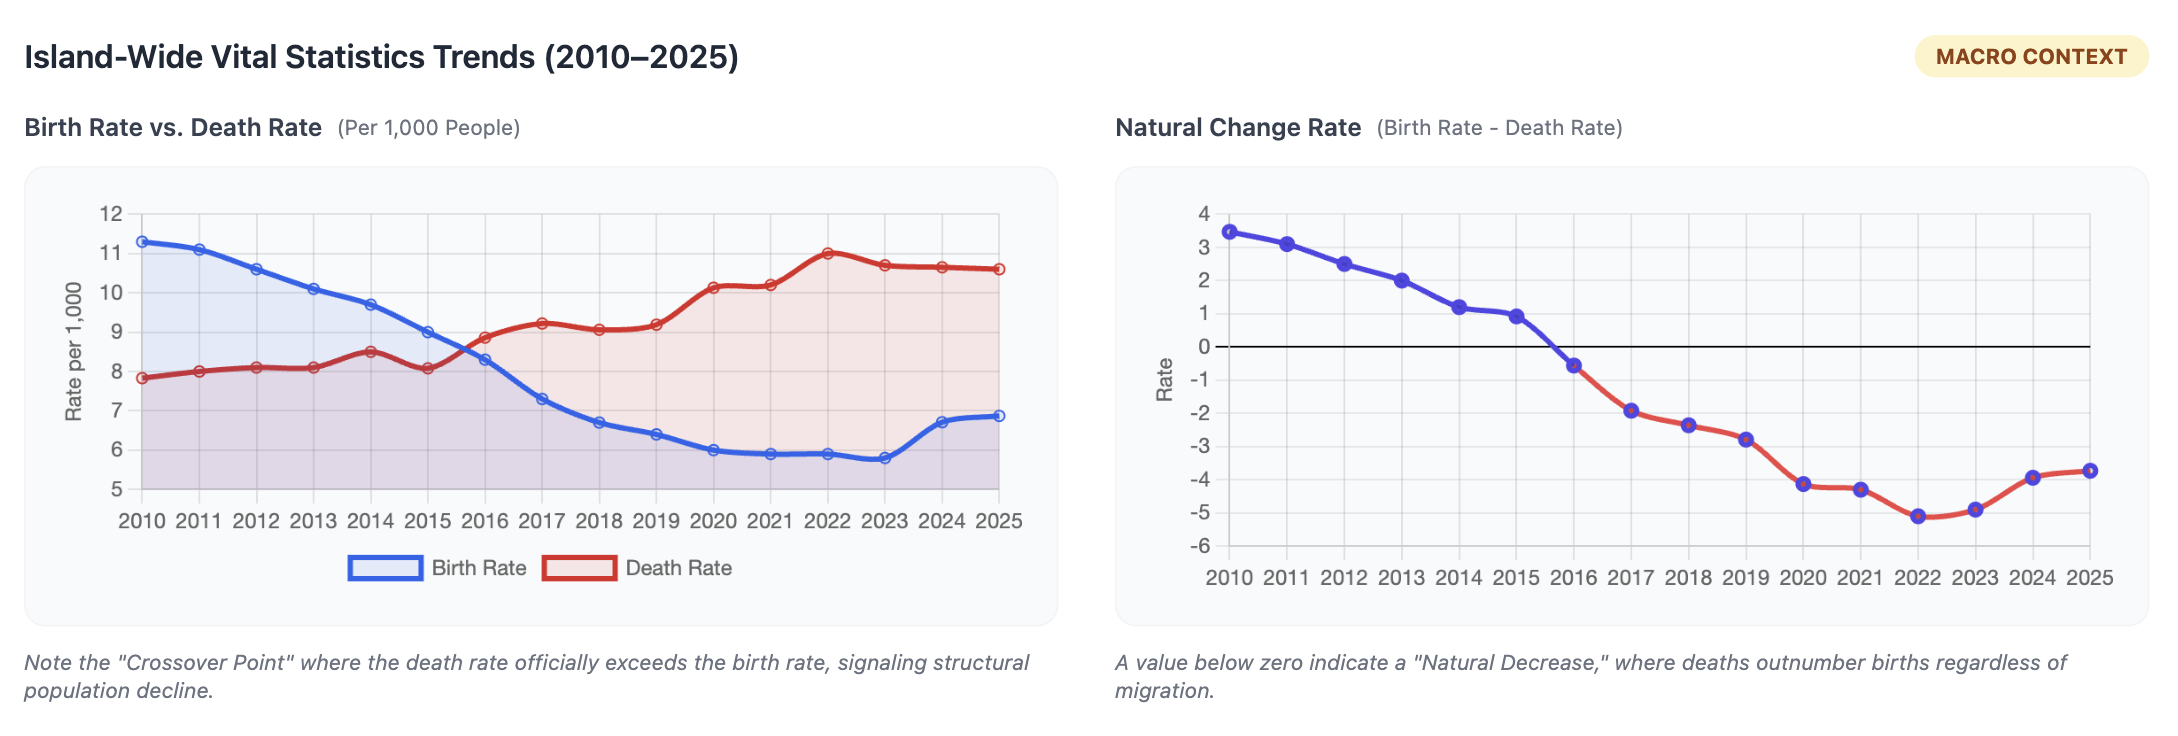 Island-Wide Vital Statistics Trends (2010–2025)
MACRO CONTEXT
Birth Rate vs. Death Rate (Per 1,000 People)
12
11
10
9
8
7
6
5
Rate per 1,000
2010 2011 2012 2013 2014 2015 2016 2017 2018 2019 2020 2021 2022 2023 2024 2025
Birth Rate Death Rate
Note the "Crossover Point" where the death rate officially exceeds the birth rate, signaling structural
population decline.
Natural Change Rate (Birth Rate - Death Rate)
4
3
2
1
0
-1
-2
-3
-4
-5
-6
Rate
2010 2011 2012 2013 2014 2015 2016 2017 2018 2019 2020 2021 2022 2023 2024 2025
A value below zero indicate a "Natural Decrease," where deaths outnumber births regardless of
migration.